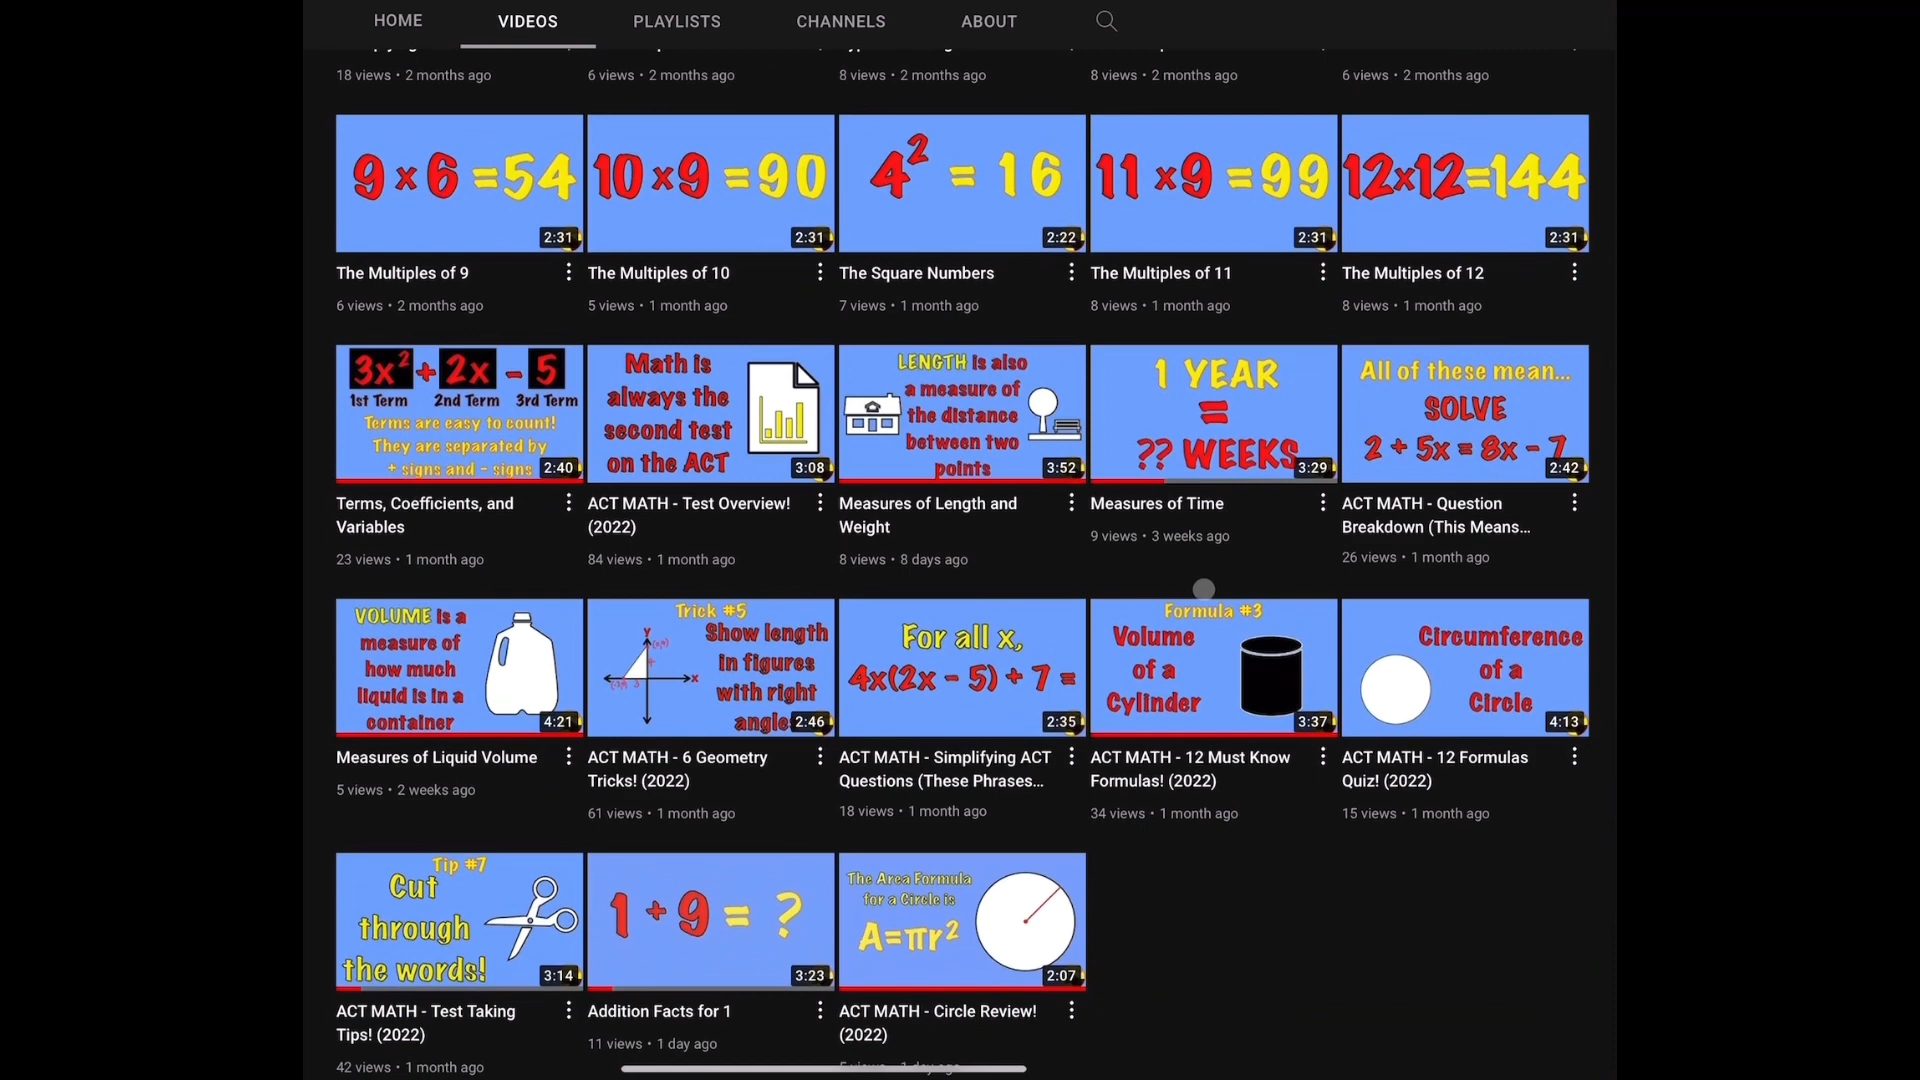 HOME VIDEOS PLAYLISTS CHANNELS ABOUT
18 views • 2 months ago
6 views • 2 months ago
8 views • 2 months ago
8 views • 2 months ago
6 views • 2 months ago
9 × 6 = 54
2:31
10 × 9 = 90
2:31
4² = 16
2:22
11 × 9 = 99
2:31
12×12=144
2:31
The Multiples of 9
6 views • 2 months ago
The Multiples of 10
5 views • 1 month ago
The Square Numbers
7 views • 1 month ago
The Multiples of 11
8 views • 1 month ago
The Multiples of 12
8 views • 1 month ago
3x² + 2x - 5
1st Term 2nd Term 3rd Term
Terms are easy to count!
They are separated by
+ signs and - signs
2:40
Math is
always the
second test
on the ACT
3:08
LENGTH is also
a measure of
the distance
between two
points
3:52
1 YEAR
=
?? WEEKS
3:29
All of these mean...
SOLVE
2 + 5x = 8x - 7
2:42
Terms, Coefficients, and
Variables
23 views • 1 month ago
ACT MATH - Test Overview!
(2022)
84 views • 1 month ago
Measures of Length and
Weight
8 views • 8 days ago
Measures of Time
9 views • 3 weeks ago
ACT MATH - Question
Breakdown (This Means...
26 views • 1 month ago
VOLUME is a
measure of
how much
liquid is in a
container
4:21
Trick #5
Show length
in figures
with right
angles
y
x
2:46
For all x,
4x(2x - 5) + 7 =
2:35
Formula #3
Volume
of a
Cylinder
3:37
Circumference
of a
Circle
4:13
Measures of Liquid Volume
5 views • 2 weeks ago
ACT MATH - 6 Geometry
Tricks! (2022)
61 views • 1 month ago
ACT MATH - Simplifying ACT
Questions (These Phrases...
18 views • 1 month ago
ACT MATH - 12 Must Know
Formulas! (2022)
34 views • 1 month ago
ACT MATH - 12 Formulas
Quiz! (2022)
15 views • 1 month ago
Tip #7
Cut
through
the words!
3:14
1 + 9 = ?
3:23
The Area Formula
for a Circle is
A=πr²
2:07
ACT MATH - Test Taking
Tips! (2022)
42 views • 1 month ago
Addition Facts for 1
11 views • 1 day ago
ACT MATH - Circle Review!
(2022)
5 views • 1 day ago